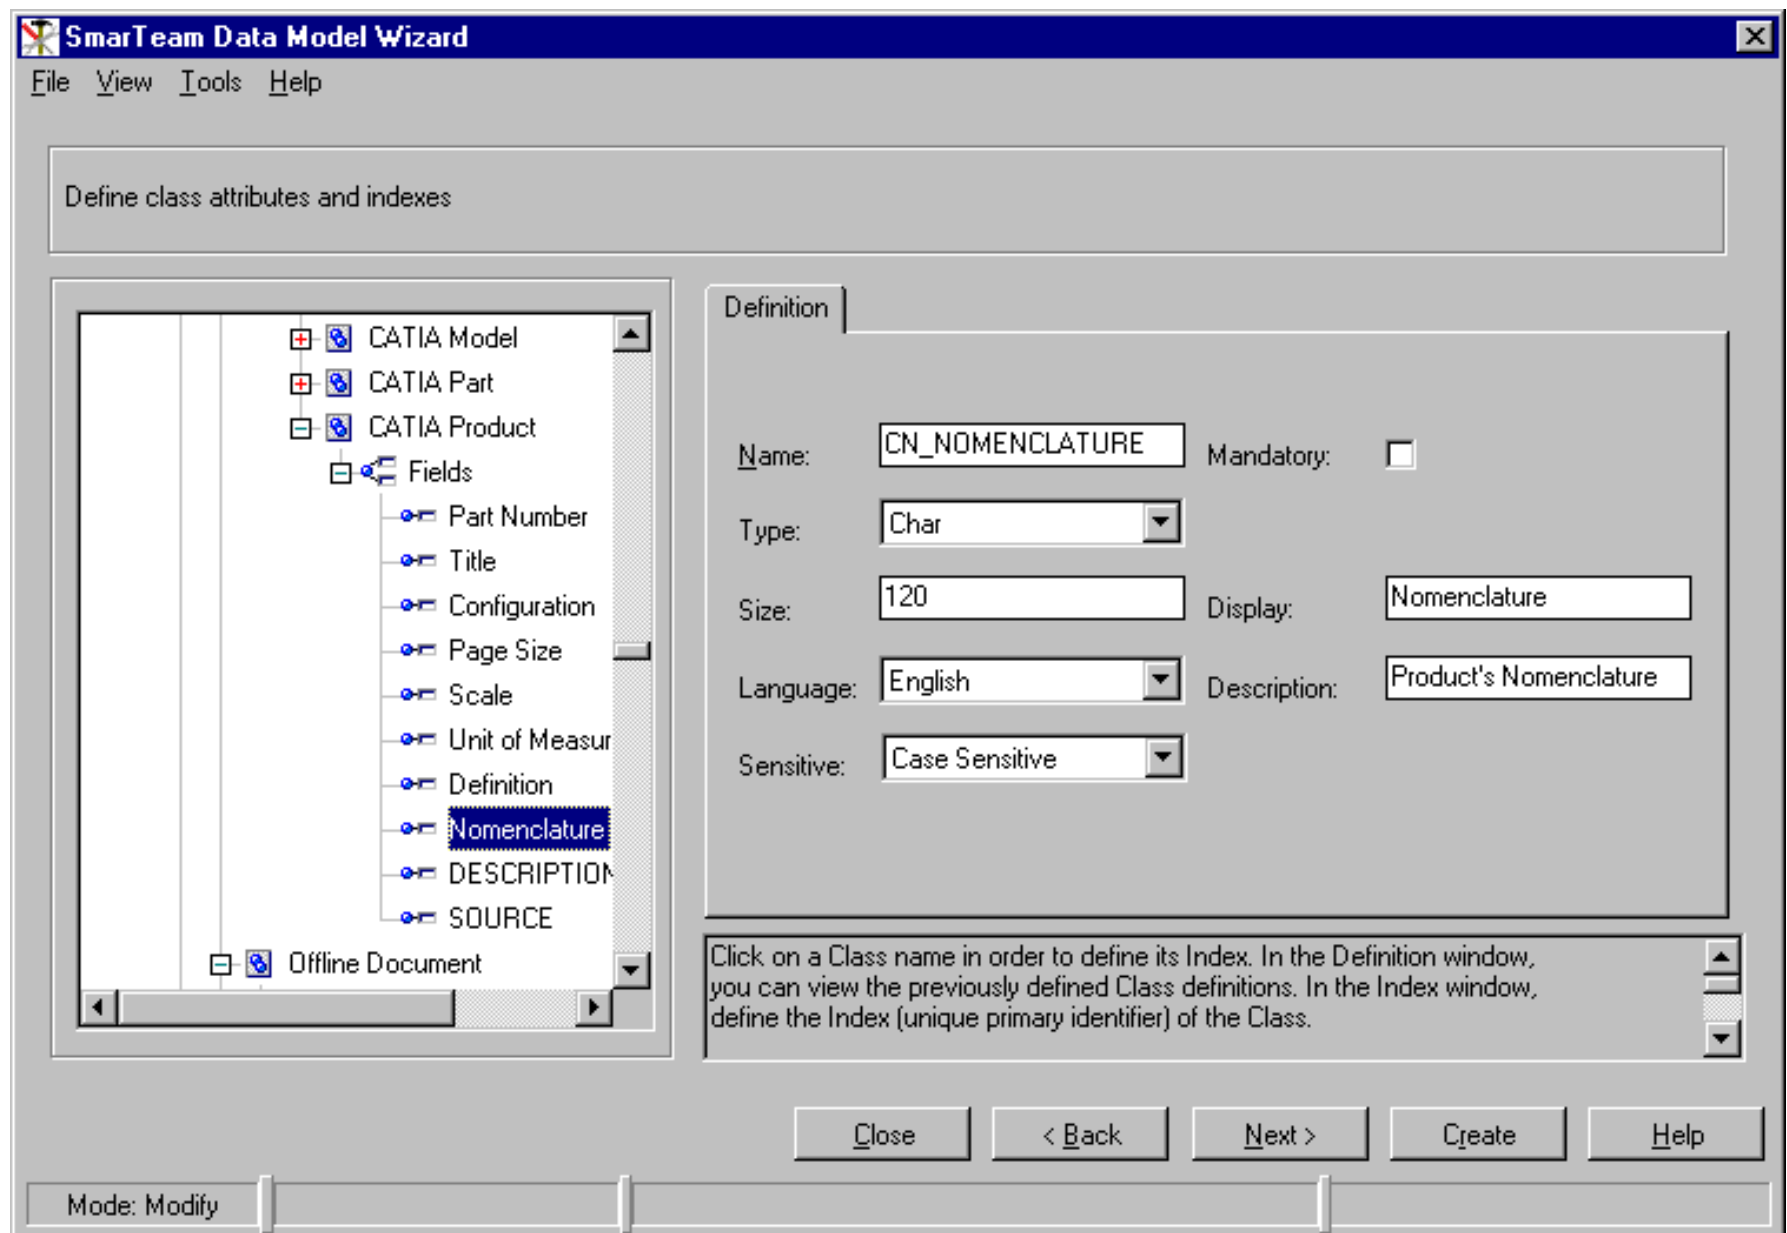 SmarTeam Data Model Wizard
File View Tools Help
Define class attributes and indexes
CATIA Model
CATIA Part
CATIA Product
Fields
Part Number
Title
Configuration
Page Size
Scale
Unit of Measur
Definition
Nomenclature
DESCRIPTION
SOURCE
Offline Document
Definition
Name: CN_NOMENCLATURE Mandatory:
Type: Char
Size: 120 Display: Nomenclature
Language: English Description: Product's Nomenclature
Sensitive: Case Sensitive
Click on a Class name in order to define its Index. In the Definition window,
you can view the previously defined Class definitions. In the Index window,
define the Index (unique primary identifier) of the Class.
Close < Back Next > Create Help
Mode: Modify